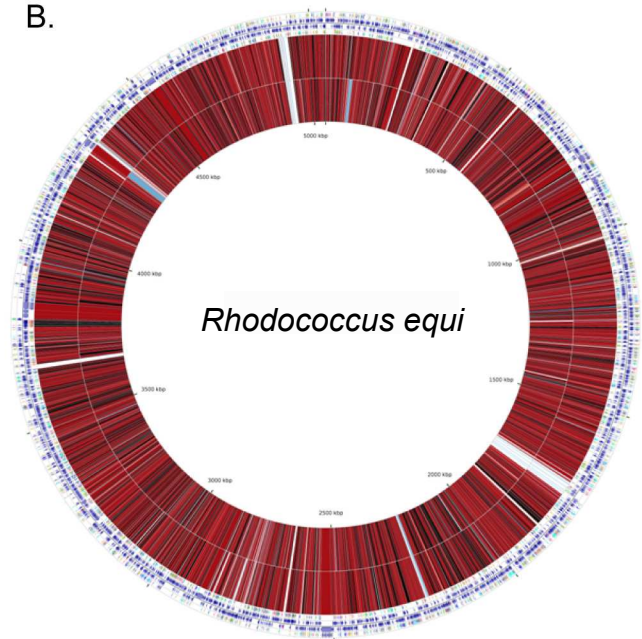 B.
5000 kbp
500 kbp
4500 kbp
1000 kbp
4000 kbp
Rhodococcus equi
1500 kbp
3500 kbp
2000 kbp
3000 kbp
2500 kbp